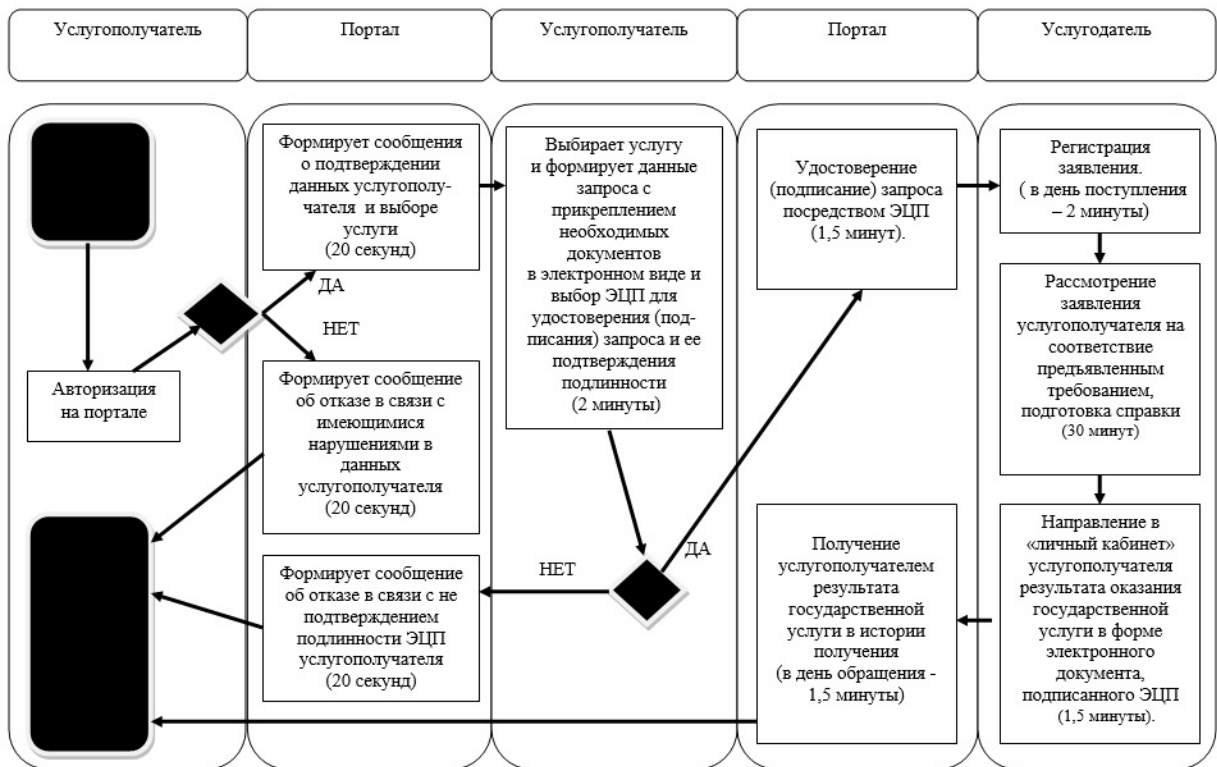 Услугополучатель
Портал
Услугополучатель
Портал
Услугодатель
Формирует сообщения
о подтверждении
данных услугополу-
чателя и выборе
услуги
(20 секунд)
Выбирает услугу
и формирует данные
запроса с
прикреплением
необходимых
документов
в электронном виде и
выбор ЭЦП для
удостоверения (под-
писания) запроса и ее
подтверждения
подлинности
(2 минуты)
Удостоверение
(подписание) запроса
посредством ЭЦП
(1,5 минут).
Регистрация
заявления.
( в день поступления
– 2 минуты)
ДА
НЕТ
Авторизация
на портале
Формирует сообщение
об отказе в связи с
имеющимися
нарушениями в
данных
услугополучателя
(20 секунд)
Рассмотрение
заявления
услугополучателя на
соответствие
предъявленным
требованием,
подготовка справки
(30 минут)
НЕТ
ДА
Формирует сообщение
об отказе в связи с не
подтверждением
подлинности ЭЦП
услугополучателя
(20 секунд)
Получение
услугополучателем
результата
государственной
услуги в истории
получения
(в день обращения -
1,5 минуты)
Направление в
«личный кабинет»
услугополучателя
результата оказания
государственной
услуги в форме
электронного
документа,
подписанного ЭЦП
(1,5 минуты).